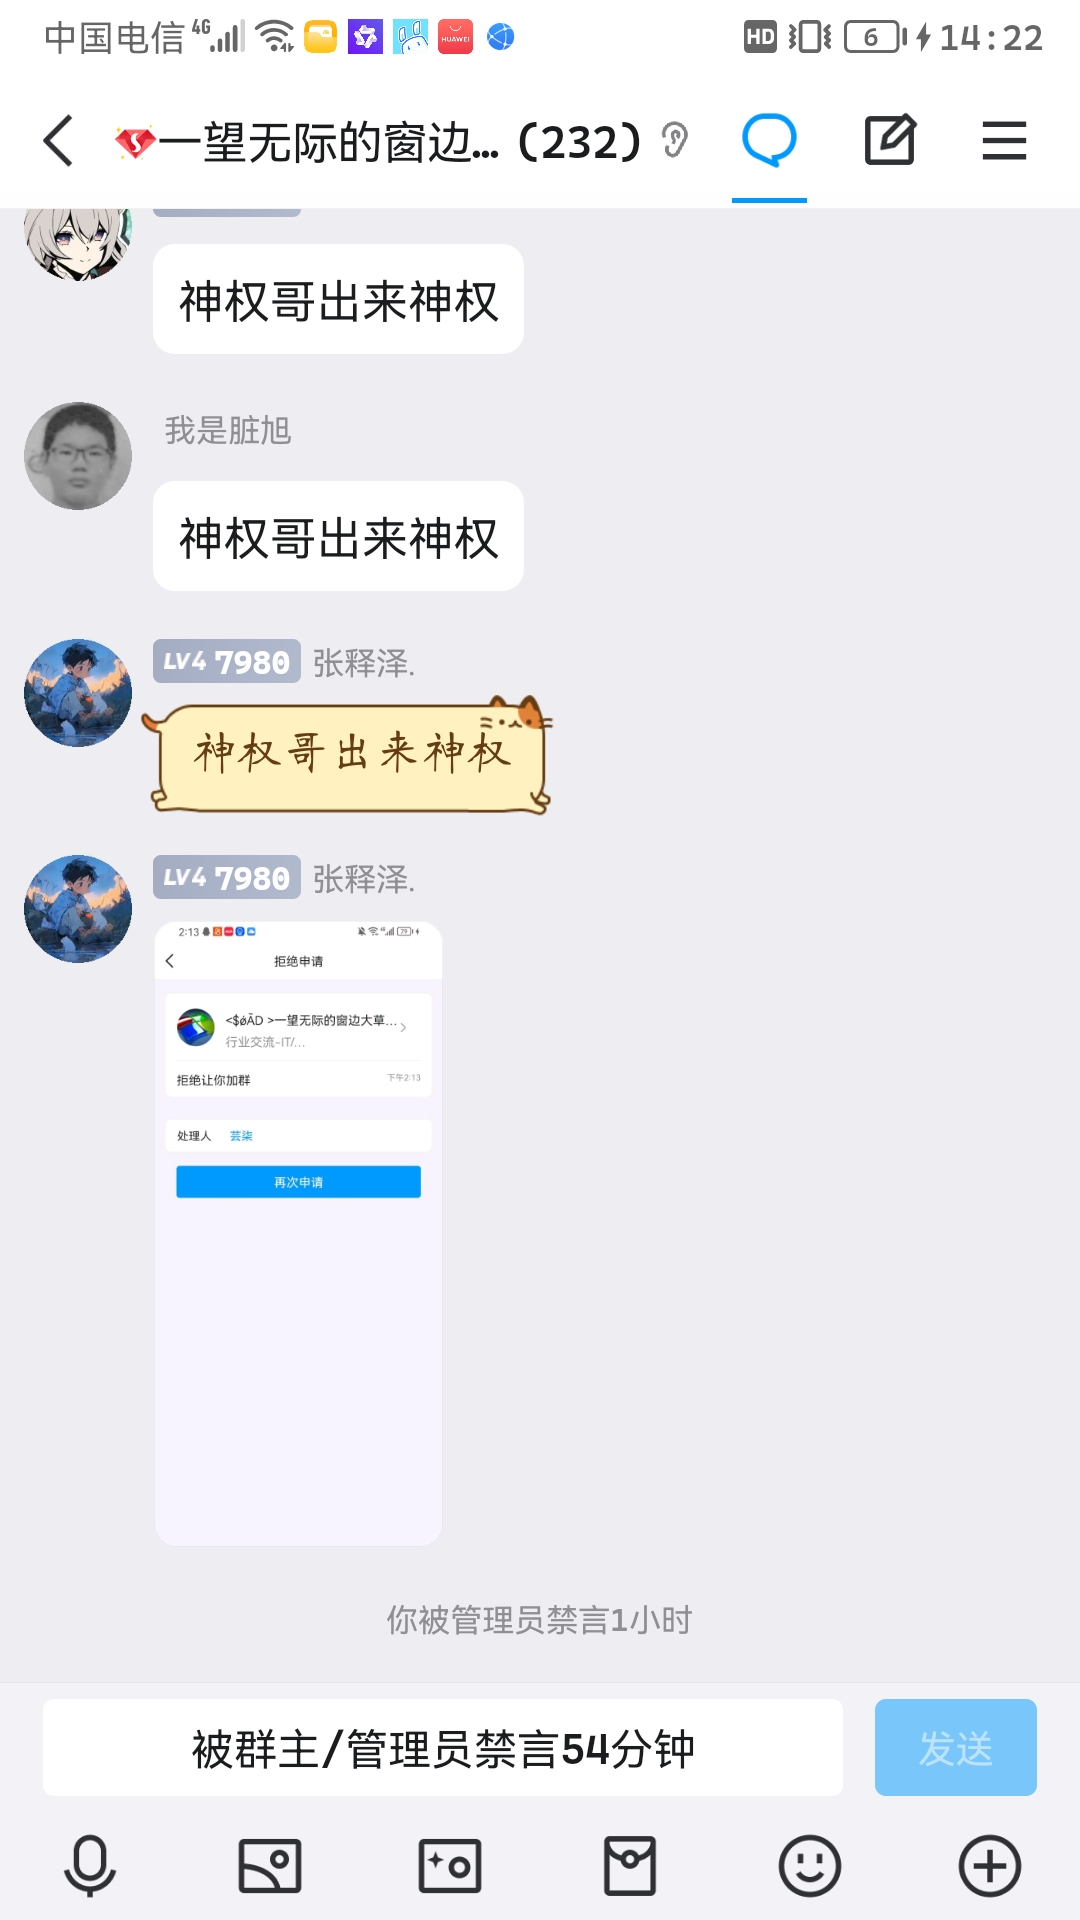 中国电信 4G HUAWEI HD 6 14:22
一望无际的窗边... (232)
神权哥出来神权
我是脏旭
神权哥出来神权
LV4 7980 张释泽.
神权哥出来神权
LV4 7980 张释泽.
2:13 79
拒绝申请
<$ǿÃD >一望无际的窗边大草...
行业交流-IT/...
拒绝让你加群 下午2:13
处理人 芸柒
再次申请
你被管理员禁言1小时
被群主/管理员禁言54分钟 发送